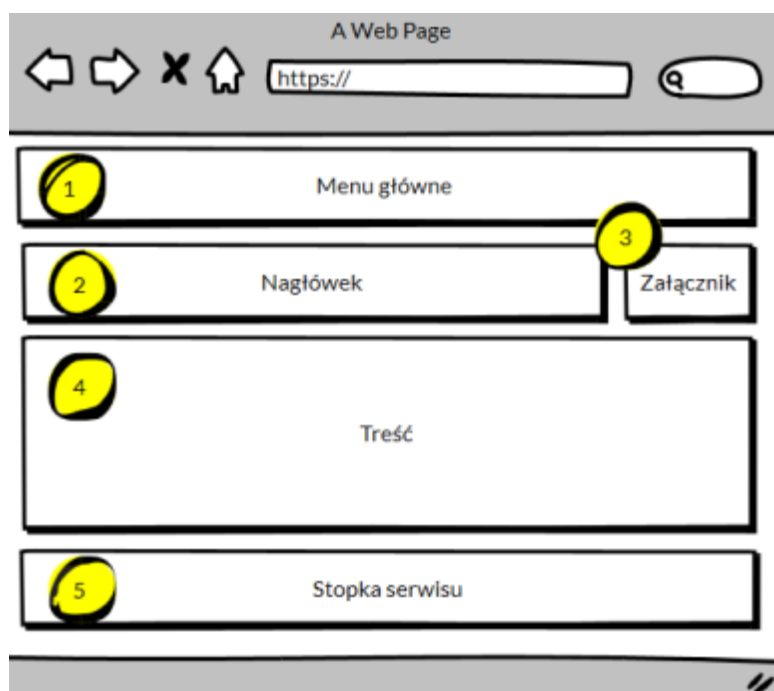 A Web Page
https://
1 Menu główne
3
2 Nagłówek Załącznik
4
Treść
5 Stopka serwisu